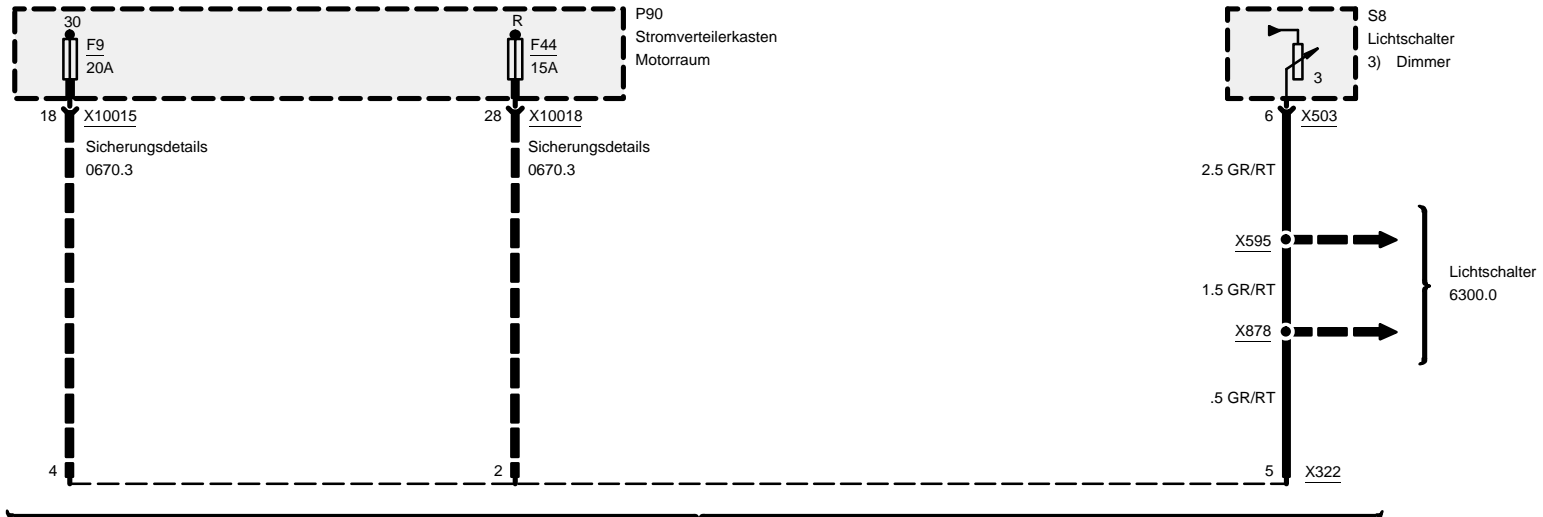 30
F9
20A
R
F44
15A
P90
Stromverteilerkasten
Motorraum
3
S8
Lichtschalter
3) Dimmer
18 X10015
Sicherungsdetails
0670.3
28 X10018
Sicherungsdetails
0670.3
6 X503
2.5 GR/RT
X595
1.5 GR/RT
X878
.5 GR/RT
Lichtschalter
6300.0
4
2
5 X322